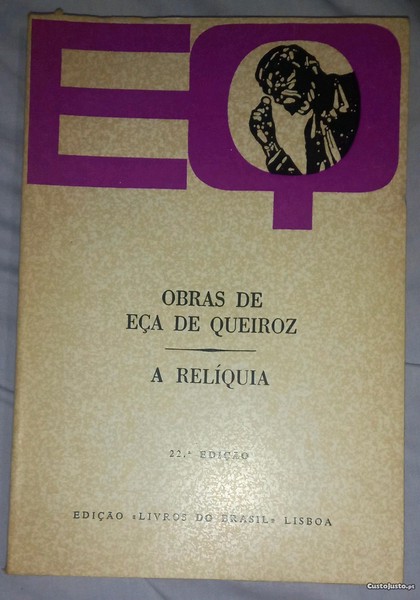 EQ
OBRAS DE
EÇA DE QUEIROZ
A RELÍQUIA
22.ª EDIÇÃO
EDIÇÃO «LIVROS DO BRASIL» LISBOA
CustoJusto.pt